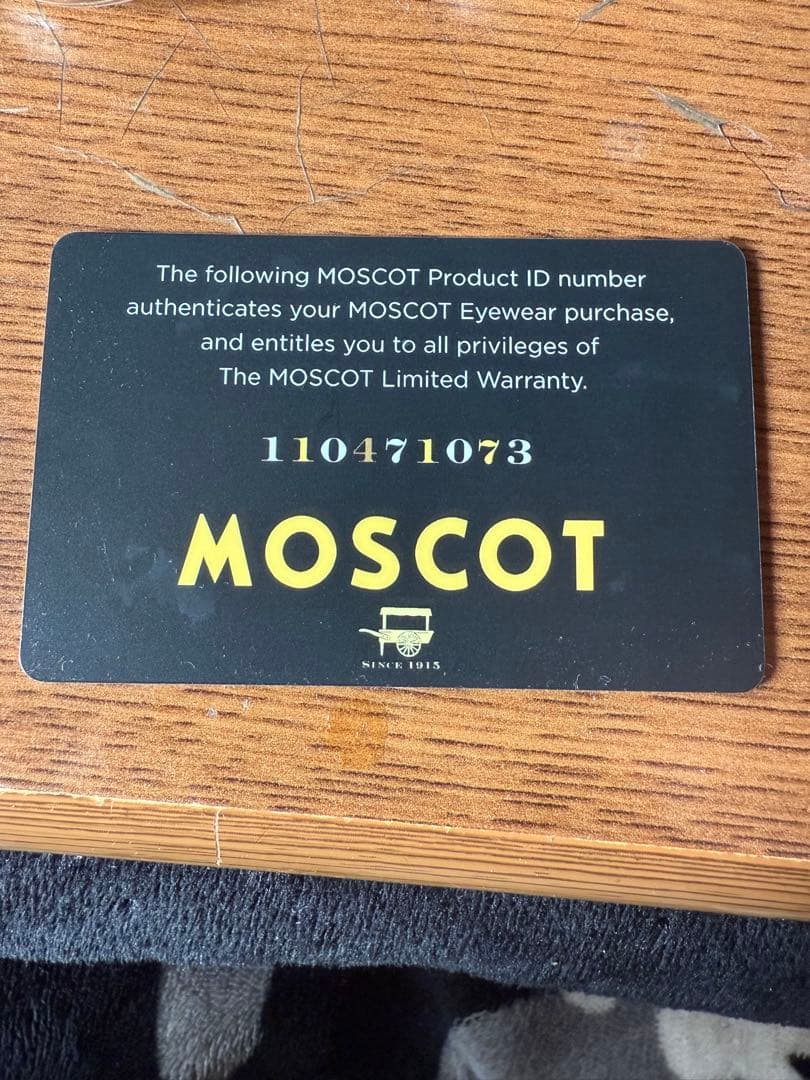 The following MOSCOT Product ID number
authenticates your MOSCOT Eyewear purchase,
and entitles you to all privileges of
The MOSCOT Limited Warranty.
110471073
MOSCOT
SINCE 1915